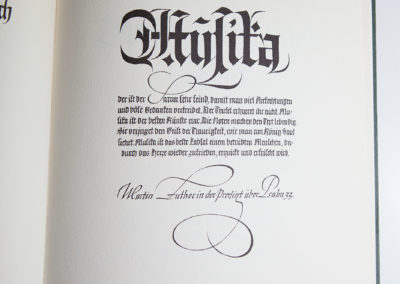 ch
Musika
der ist der Satan sehr feind, damit man viel Anfechtungen
und böse Gedanken vertreibt. Der Teufel erharret ihr nicht. Mu-
sika ist der besten Künste eine. Die Noten machen den Text lebendig.
Sie verjaget den Geist der Traurigkeit, wie man am König Saul
siehet. Musika ist das beste Labsal einem betrübten Menschen, da-
durch das Herze wieder zufrieden, erquickt und erfrischt wird.
Martin Luther in der Predigt über Psalm